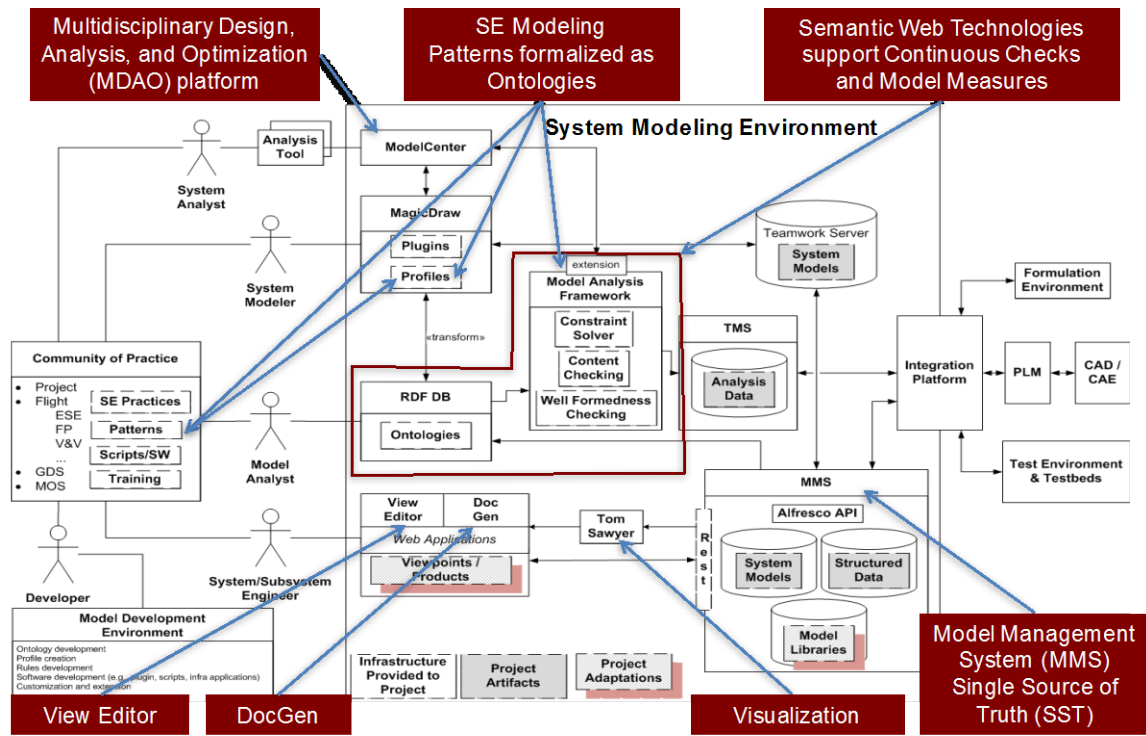 Multidisciplinary Design,
Analysis, and Optimization
(MDAO) platform
SE Modeling
Patterns formalized as
Ontologies
Semantic Web Technologies
support Continuous Checks
and Model Measures
System Modeling Environment
Analysis
Tool
ModelCenter
System
Analyst
MagicDraw
Plugins
Profiles
System
Modeler
Teamwork Server
System
Models
extension
Model Analysis
Framework
Constraint
Solver
Content
Checking
Well Formedness
Checking
«transform»
TMS
Analysis
Data
Formulation
Environment
Integration
Platform
PLM
CAD /
CAE
Test Environment
& Testbeds
Community of Practice
• Project
• Flight
ESE
FP
V&V
...
• GDS
• MOS
SE Practices
Patterns
Scripts/SW
Training
RDF DB
Ontologies
Model
Analyst
View
Editor
Doc
Gen
Web Applications
Viewpoints /
Products
Tom
Sawyer
Rest
MMS
Alfresco API
System
Models
Structured
Data
Model
Libraries
Developer
System/Subsystem
Engineer
Model Development
Environment
Ontology development
Profile creation
Rules development
Software development (e.g., plugin, scripts, infra applications)
Customization and extension
Infrastructure
Provided to
Project
Project
Artifacts
Project
Adaptations
View Editor
DocGen
Visualization
Model Management
System (MMS)
Single Source of
Truth (SST)